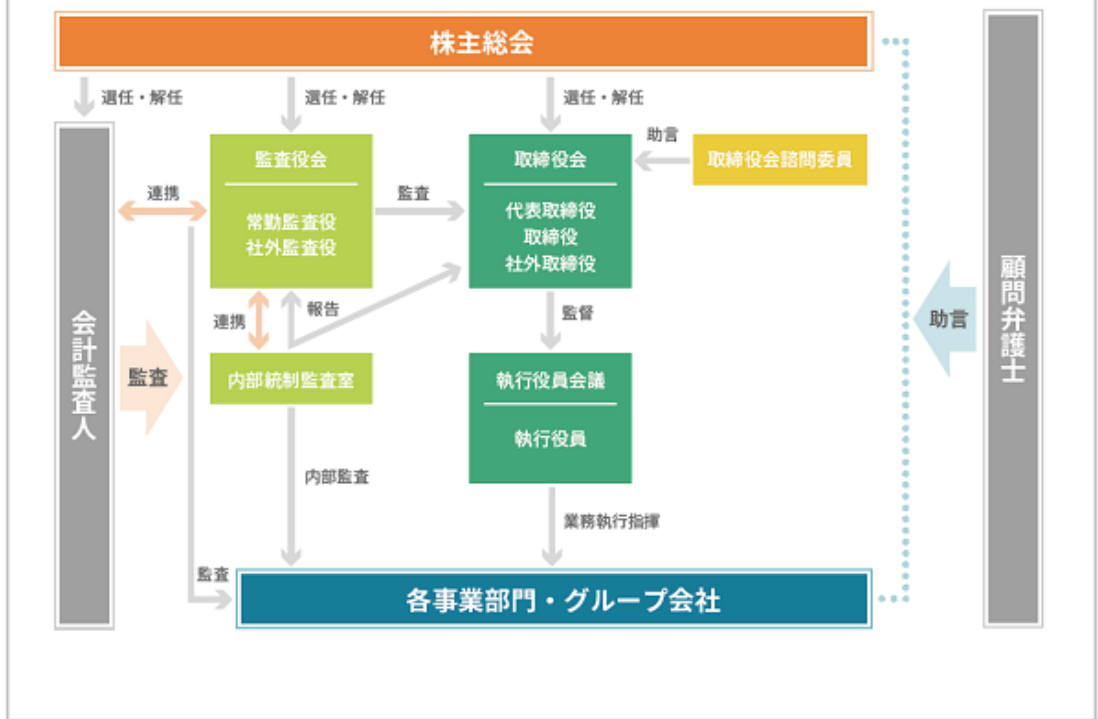 株主総会
選任・解任
選任・解任
選任・解任
監査役会
常勤監査役
社外監査役
取締役会
代表取締役
取締役
社外取締役
助言
取締役会諮問委員
連携
監査
連携
報告
監督
会計監査人
監査
内部統制監査室
執行役員会議
執行役員
助言
顧問弁護士
内部監査
業務執行指揮
監査
各事業部門・グループ会社